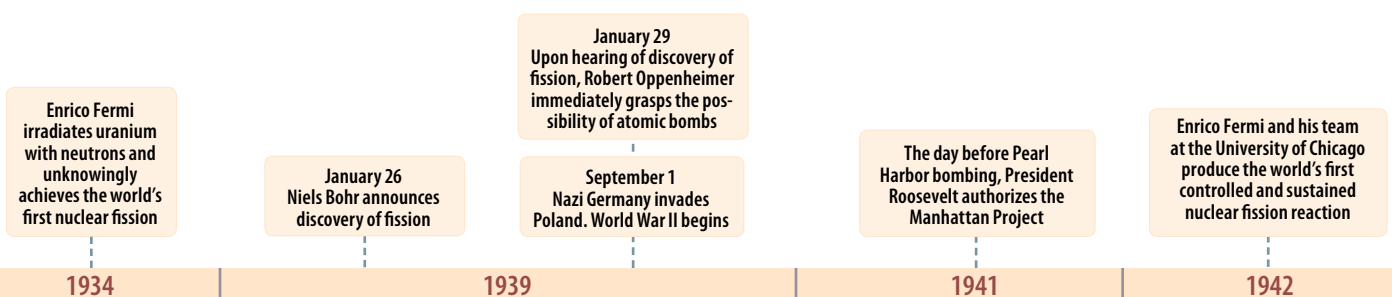 Enrico Fermi
irradiates uranium
with neutrons and
unknowingly
achieves the world's
first nuclear fission
January 26
Niels Bohr announces
discovery of fission
January 29
Upon hearing of discovery of
fission, Robert Oppenheimer
immediately grasps the pos-
sibility of atomic bombs
September 1
Nazi Germany invades
Poland. World War II begins
The day before Pearl
Harbor bombing, President
Roosevelt authorizes the
Manhattan Project
Enrico Fermi and his team
at the University of Chicago
produce the world's first
controlled and sustained
nuclear fission reaction
1934
1939
1941
1942